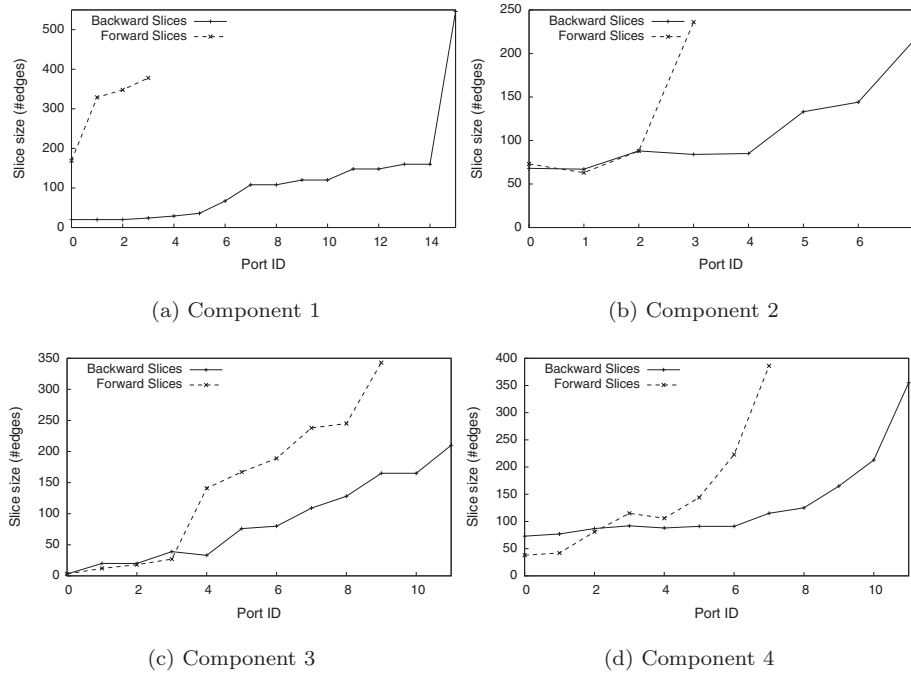 Slice size (#edges)
550
500
400
300
200
100
0
Backward Slices
Forward Slices
0 2 4 6 8 10 12 14
Port ID
(a) Component 1
Slice size (#edges)
250
200
150
100
50
0
Backward Slices
Forward Slices
0 1 2 3 4 5 6
Port ID
(b) Component 2
Slice size (#edges)
350
300
250
200
150
100
50
0
Backward Slices
Forward Slices
0 2 4 6 8 10
Port ID
(c) Component 3
Slice size (#edges)
400
350
300
250
200
150
100
50
0
Backward Slices
Forward Slices
0 2 4 6 8 10
Port ID
(d) Component 4